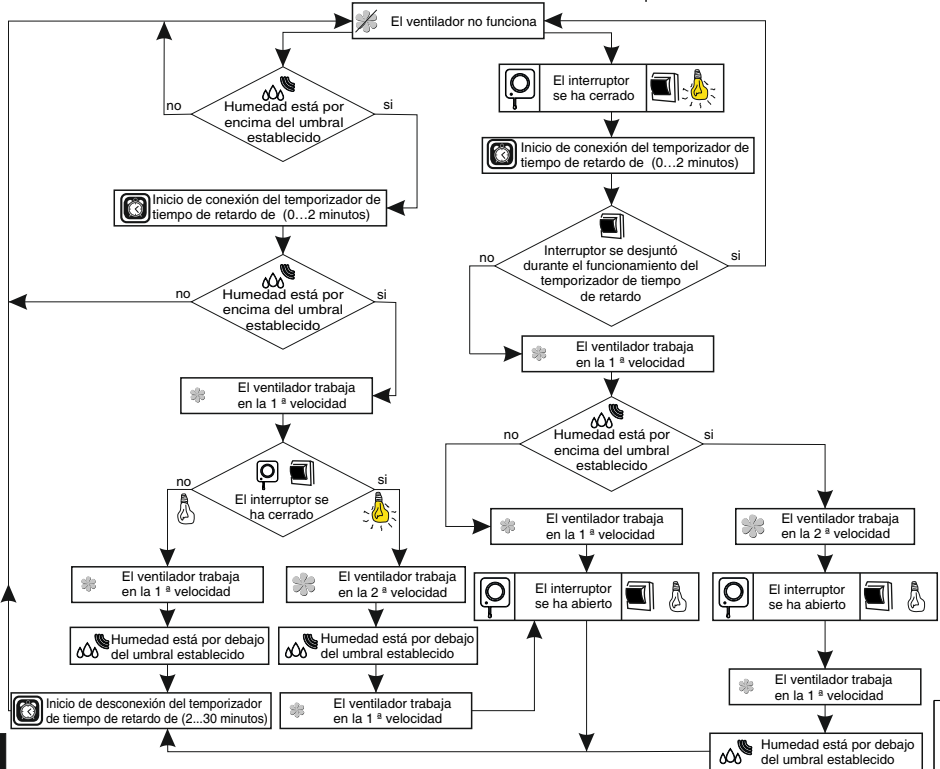 El ventilador no funciona
Humedad está por
encima del umbral
establecido
no
si
Inicio de conexión del temporizador de
tiempo de retardo de (0...2 minutos)
Humedad está por
encima del umbral
establecido
no
si
El ventilador trabaja
en la 1 ª velocidad
El interruptor se
ha cerrado
no
si
El ventilador trabaja
en la 1 ª velocidad
Humedad está por debajo
del umbral establecido
Inicio de desconexión del temporizador
de tiempo de retardo de (2...30 minutos)
El ventilador trabaja
en la 2 ª velocidad
Humedad está por debajo
del umbral establecido
El ventilador trabaja
en la 1 ª velocidad
El interruptor
se ha cerrado
Inicio de conexión del temporizador de
tiempo de retardo de (0...2 minutos)
Interruptor se desjuntó
durante el funcionamiento del
temporizador de tiempo
de retardo
no
si
El ventilador trabaja
en la 1 ª velocidad
Humedad está por
encima del umbral
establecido
no
si
El ventilador trabaja
en la 1 ª velocidad
El interruptor
se ha abierto
El ventilador trabaja
en la 2 ª velocidad
El interruptor
se ha abierto
El ventilador trabaja
en la 1 ª velocidad
Humedad está por debajo
del umbral establecido